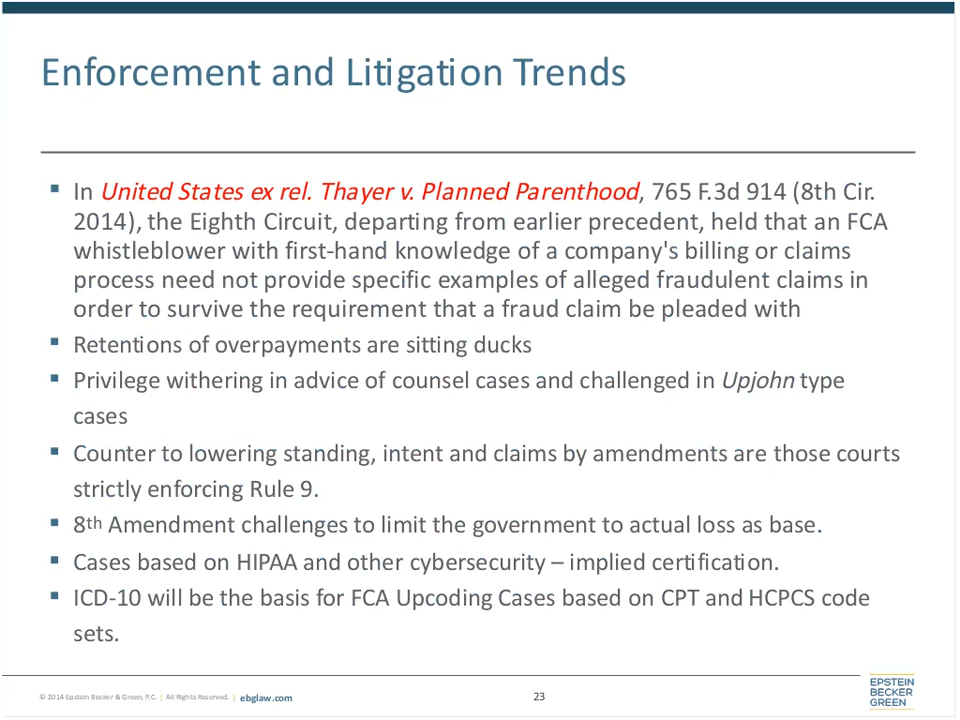 Enforcement and Litigation Trends
▪ In United States ex rel. Thayer v. Planned Parenthood, 765 F.3d 914 (8th Cir.
2014), the Eighth Circuit, departing from earlier precedent, held that an FCA
whistleblower with first-hand knowledge of a company's billing or claims
process need not provide specific examples of alleged fraudulent claims in
order to survive the requirement that a fraud claim be pleaded with
▪ Retentions of overpayments are sitting ducks
▪ Privilege withering in advice of counsel cases and challenged in Upjohn type
cases
▪ Counter to lowering standing, intent and claims by amendments are those courts
strictly enforcing Rule 9.
▪ 8th Amendment challenges to limit the government to actual loss as base.
▪ Cases based on HIPAA and other cybersecurity – implied certification.
▪ ICD-10 will be the basis for FCA Upcoding Cases based on CPT and HCPCS code
sets.
© 2014 Epstein Becker & Green, P.C. | All Rights Reserved. | ebglaw.com
23
EPSTEIN
BECKER
GREEN